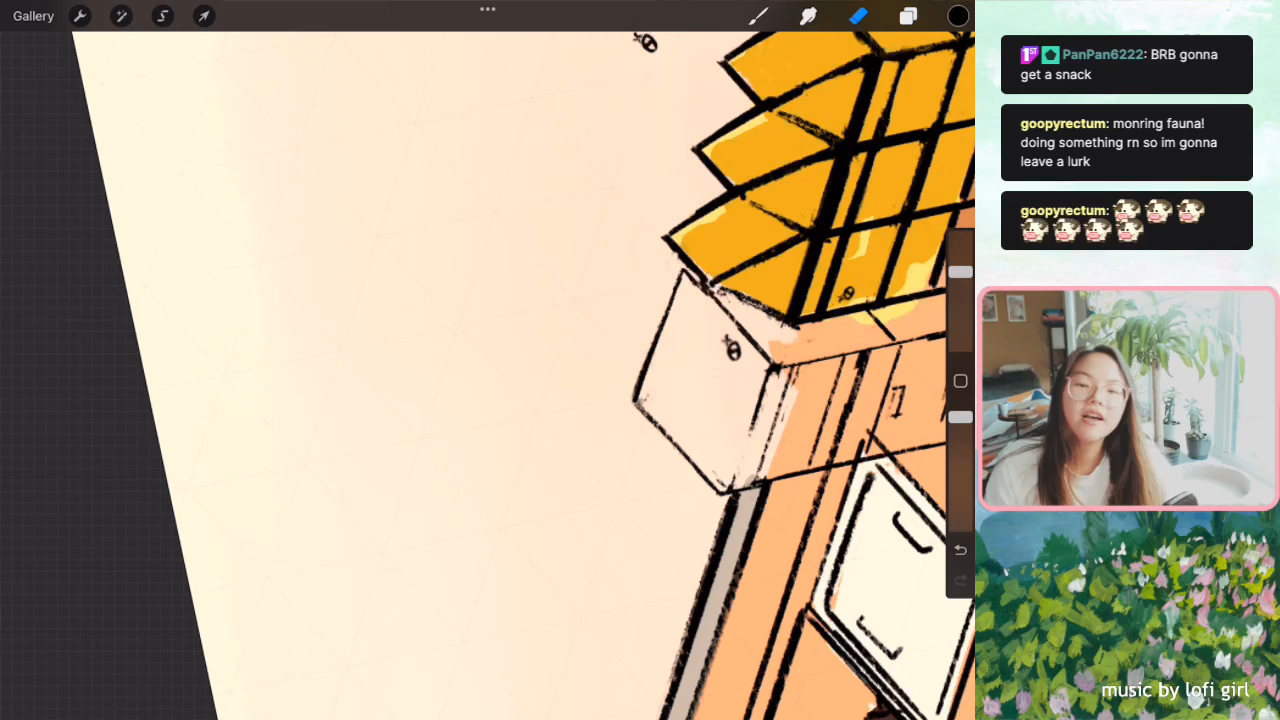 Gallery
1ST PanPan6222: BRB gonna
get a snack
goopyrectum: monring fauna!
doing something rn so im gonna
leave a lurk
goopyrectum:
music by lofi girl